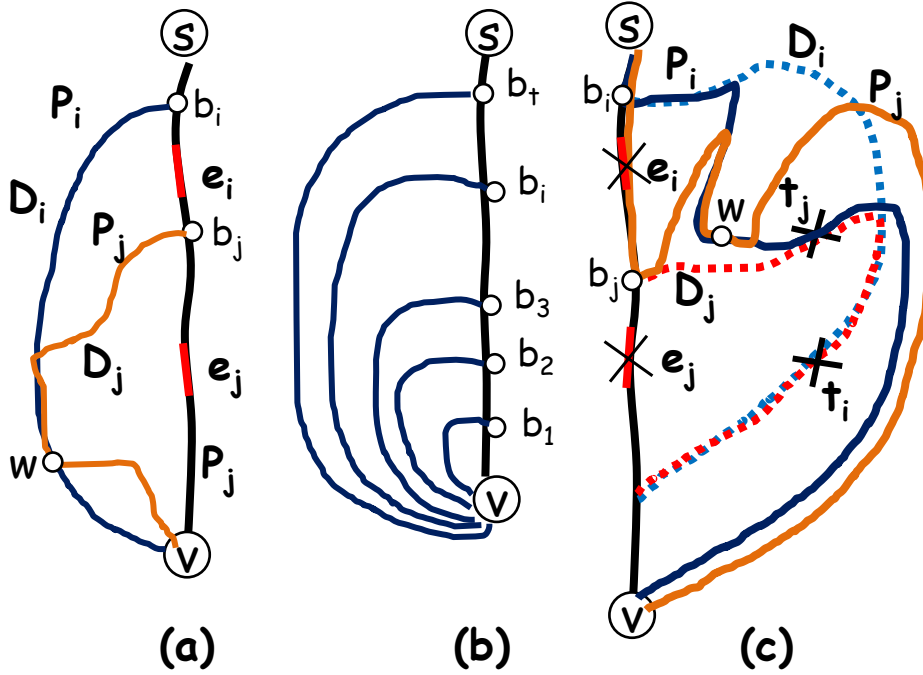 S
P_i
b_i
D_i
e_i
P_j
b_j
D_j
e_j
w
P_j
v
(a)
S
b_t
b_i
b_3
b_2
b_1
v
(b)
S
D_i
P_i
P_j
b_i
e_i
t_j
w
b_j
D_j
e_j
t_i
v
(c)